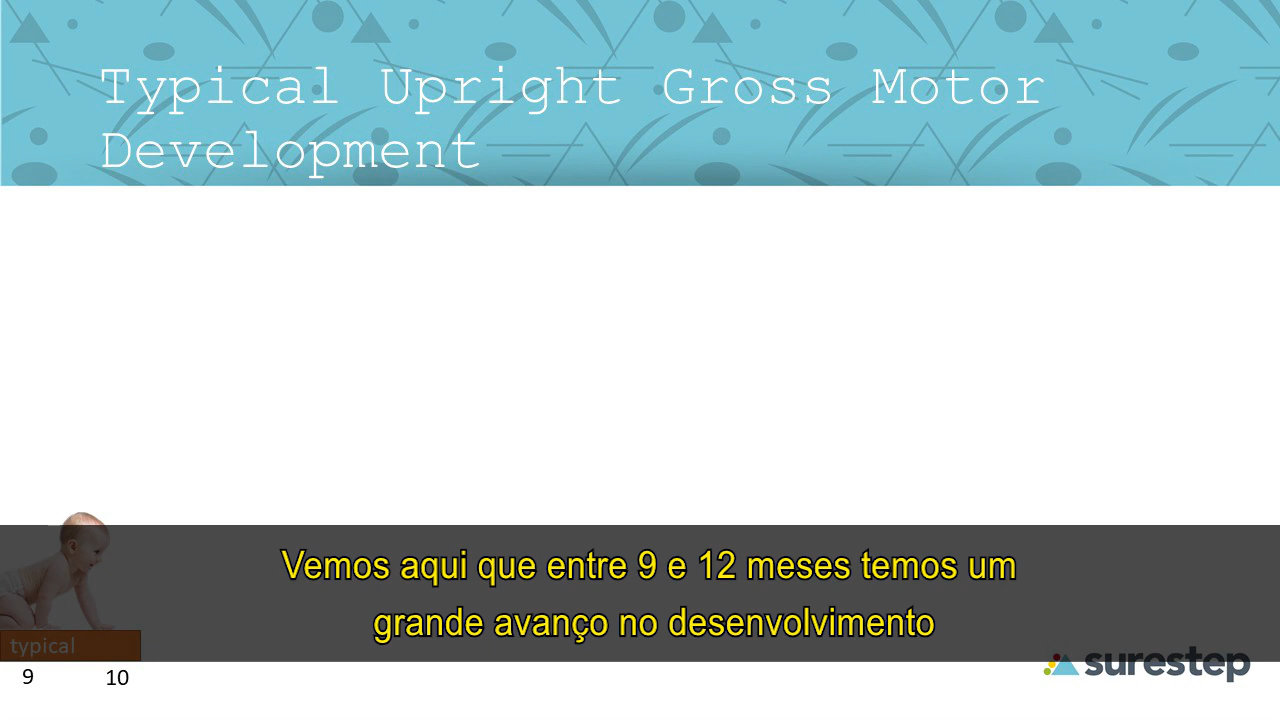 Typical Upright Gross Motor
Development
Vemos aqui que entre 9 e 12 meses temos um
grande avanço no desenvolvimento
typical
9 10
surestep